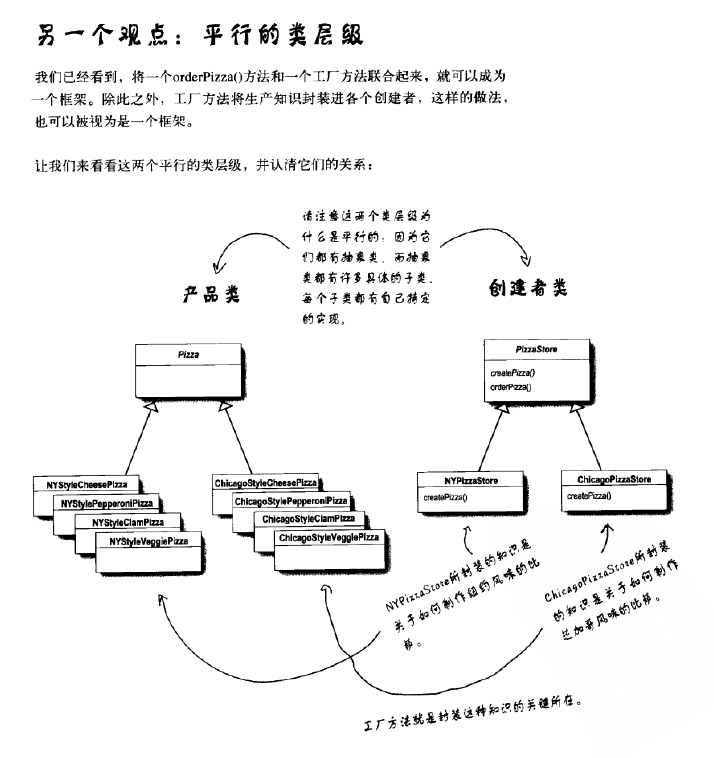 另一个观点：平行的类层级
我们已经看到，将一个orderPizza()方法和一个工厂方法联合起来，就可以成为
一个框架。除此之外，工厂方法将生产知识封装进各个创建者，这样的做法，
也可以被视为是一个框架。
让我们来看看这两个平行的类层级，并认清它们的关系：
请注意这两个类层级为
什么是平行的：因为它
们都有抽象类，而抽象
类都有许多具体的子类，
每个子类都有自己特定
的实现。
产品类
创建者类
Pizza
PizzaStore
createPizza()
orderPizza()
NYStyleCheesePizza
NYStylePepperoniPizza
NYStyleClamPizza
NYStyleVeggiePizza
ChicagoStyleCheesePizza
ChicagoStylePepperoniPizza
ChicagoStyleClamPizza
ChicagoStyleVeggiePizza
NYPizzaStore
createPizza()
ChicagoPizzaStore
createPizza()
NYPizzaStore所封装的知识是
关于如何制作纽约风味的比
萨。
ChicagoPizzaStore所封装
的知识是关于如何制作
芝加哥风味的比萨。
工厂方法就是封装这种知识的关键所在。